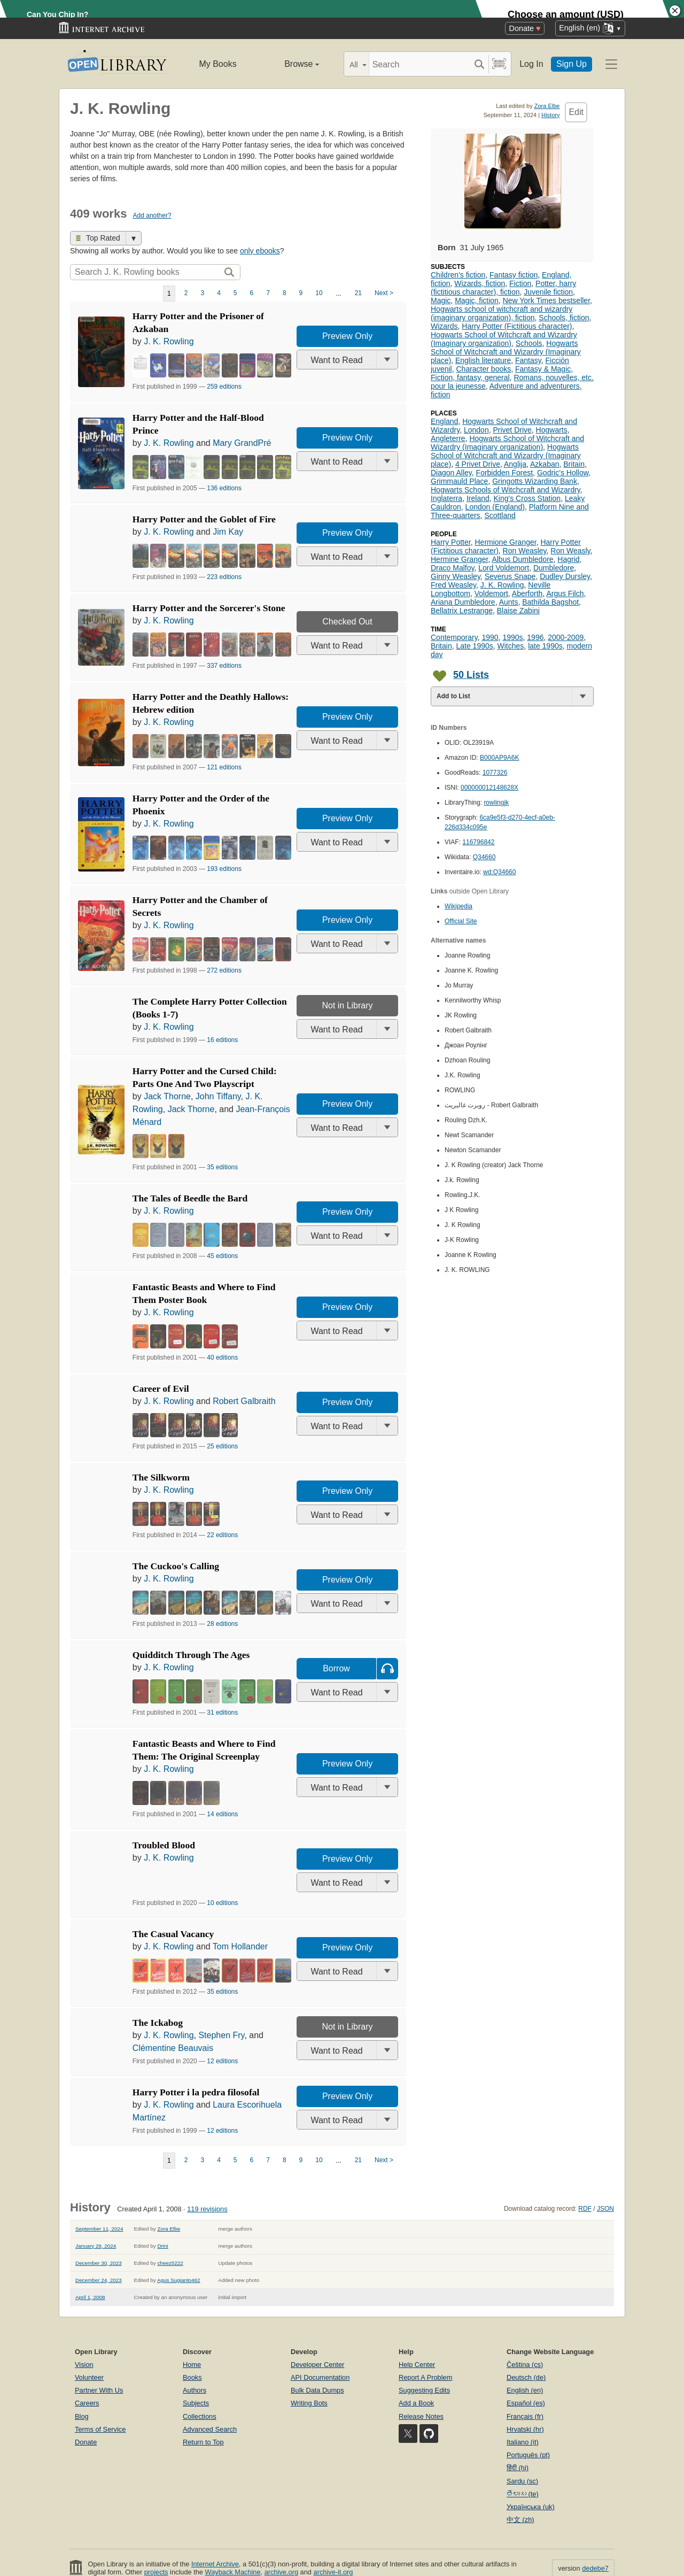 Can You Chip In?
Choose an amount (USD)
INTERNET ARCHIVE
Donate ♥
English (en)
OPEN LIBRARY
My Books
Browse
All
Search
Log In
Sign Up
J. K. Rowling
Last edited by Zora Elbe
September 11, 2024 | History
Edit
Joanne "Jo" Murray, OBE (née Rowling), better known under the pen name J. K. Rowling, is a British
author best known as the creator of the Harry Potter fantasy series, the idea for which was conceived
whilst on a train trip from Manchester to London in 1990. The Potter books have gained worldwide
attention, won multiple awards, sold more than 400 million copies, and been the basis for a popular
series of films.
409 works Add another?
Top Rated
Showing all works by author. Would you like to see only ebooks?
Search J. K. Rowling books
1 2 3 4 5 6 7 8 9 10 ... 21 Next >
Harry Potter and the Prisoner of
Azkaban
by J. K. Rowling
First published in 1999 — 259 editions
Preview Only
Want to Read
Harry Potter and the Half-Blood
Prince
by J. K. Rowling and Mary GrandPré
First published in 2005 — 136 editions
Preview Only
Want to Read
Harry Potter and the Goblet of Fire
by J. K. Rowling and Jim Kay
First published in 1993 — 223 editions
Preview Only
Want to Read
Harry Potter and the Sorcerer's Stone
by J. K. Rowling
First published in 1997 — 337 editions
Checked Out
Want to Read
Harry Potter and the Deathly Hallows:
Hebrew edition
by J. K. Rowling
First published in 2007 — 121 editions
Preview Only
Want to Read
Harry Potter and the Order of the
Phoenix
by J. K. Rowling
First published in 2003 — 193 editions
Preview Only
Want to Read
Harry Potter and the Chamber of
Secrets
by J. K. Rowling
First published in 1998 — 272 editions
Preview Only
Want to Read
The Complete Harry Potter Collection
(Books 1-7)
by J. K. Rowling
First published in 1999 — 16 editions
Not in Library
Want to Read
Harry Potter and the Cursed Child:
Parts One And Two Playscript
by Jack Thorne, John Tiffany, J. K.
Rowling, Jack Thorne, and Jean-François
Ménard
First published in 2001 — 35 editions
Preview Only
Want to Read
The Tales of Beedle the Bard
by J. K. Rowling
First published in 2008 — 45 editions
Preview Only
Want to Read
Fantastic Beasts and Where to Find
Them Poster Book
by J. K. Rowling
First published in 2001 — 40 editions
Preview Only
Want to Read
Career of Evil
by J. K. Rowling and Robert Galbraith
First published in 2015 — 25 editions
Preview Only
Want to Read
The Silkworm
by J. K. Rowling
First published in 2014 — 22 editions
Preview Only
Want to Read
The Cuckoo's Calling
by J. K. Rowling
First published in 2013 — 28 editions
Preview Only
Want to Read
Quidditch Through The Ages
by J. K. Rowling
First published in 2001 — 31 editions
Borrow
Want to Read
Fantastic Beasts and Where to Find
Them: The Original Screenplay
by J. K. Rowling
First published in 2001 — 14 editions
Preview Only
Want to Read
Troubled Blood
by J. K. Rowling
First published in 2020 — 10 editions
Preview Only
Want to Read
The Casual Vacancy
by J. K. Rowling and Tom Hollander
First published in 2012 — 35 editions
Preview Only
Want to Read
The Ickabog
by J. K. Rowling, Stephen Fry, and
Clémentine Beauvais
First published in 2020 — 12 editions
Not in Library
Want to Read
Harry Potter i la pedra filosofal
by J. K. Rowling and Laura Escorihuela
Martínez
First published in 1999 — 12 editions
Preview Only
Want to Read
1 2 3 4 5 6 7 8 9 10 ... 21 Next >
Born 31 July 1965
SUBJECTS
Children's fiction, Fantasy fiction, England,
fiction, Wizards, fiction, Fiction, Potter, harry
(fictitious character), fiction, Juvenile fiction,
Magic, Magic, fiction, New York Times bestseller,
Hogwarts school of witchcraft and wizardry
(imaginary organization), fiction, Schools, fiction,
Wizards, Harry Potter (Fictitious character),
Hogwarts School of Witchcraft and Wizardry
(Imaginary organization), Schools, Hogwarts
School of Witchcraft and Wizardry (Imaginary
place), English literature, Fantasy, Ficción
juvenil, Character books, Fantasy & Magic,
Fiction, fantasy, general, Romans, nouvelles, etc.
pour la jeunesse, Adventure and adventurers,
fiction
PLACES
England, Hogwarts School of Witchcraft and
Wizardry, London, Privet Drive, Hogwarts,
Angleterre, Hogwarts School of Witchcraft and
Wizardry (Imaginary organization), Hogwarts
School of Witchcraft and Wizardry (Imaginary
place), 4 Privet Drive, Anglija, Azkaban, Britain,
Diagon Alley, Forbidden Forest, Godric's Hollow,
Grimmauld Place, Gringotts Wizarding Bank,
Hogwarts Schools of Witchcraft and Wizardry,
Inglaterra, Ireland, King's Cross Station, Leaky
Cauldron, London (England), Platform Nine and
Three-quarters, Scottland
PEOPLE
Harry Potter, Hermione Granger, Harry Potter
(Fictitious character), Ron Weasley, Ron Weasly,
Hermine Granger, Albus Dumbledore, Hagrid,
Draco Malfoy, Lord Voldemort, Dumbledore,
Ginny Weasley, Severus Snape, Dudley Dursley,
Fred Weasley, J. K. Rowling, Neville
Longbottom, Voldemort, Aberforth, Argus Filch,
Ariana Dumbledore, Aunts, Bathilda Bagshot,
Bellatrix Lestrange, Blaise Zabini
TIME
Contemporary, 1990, 1990s, 1996, 2000-2009,
Britain, Late 1990s, Witches, late 1990s, modern
day
50 Lists
Add to List
ID Numbers
OLID: OL23919A
Amazon ID: B000AP9A6K
GoodReads: 1077326
ISNI: 000000012148628X
LibraryThing: rowlingjk
Storygraph: 6ca9e5f3-d270-4ecf-a0eb-
226d334c095e
VIAF: 116796842
Wikidata: Q34660
Inventaire.io: wd:Q34660
Links outside Open Library
Wikipedia
Official Site
Alternative names
Joanne Rowling
Joanne K. Rowling
Jo Murray
Kennilworthy Whisp
JK Rowling
Robert Galbraith
Джоан Роулінг
Dzhoan Rouling
J.K. Rowling
ROWLING
روبرت غالبريث - Robert Galbraith
Rouling Dzh.K.
Newt Scamander
Newton Scamander
J. K Rowling (creator) Jack Thorne
J.k. Rowling
Rowling.J.K.
J K Rowling
J. K Rowling
J-K Rowling
Joanne K Rowling
J. K. ROWLING
History Created April 1, 2008 · 119 revisions
Download catalog record: RDF / JSON
September 11, 2024 Edited by Zora Elbe merge authors
January 29, 2024 Edited by Drini merge authors
December 30, 2023 Edited by cheez5222 Update photos
December 24, 2023 Edited by Agus Sugianto462 Added new photo
April 1, 2008 Created by an anonymous user initial import
Open Library
Vision
Volunteer
Partner With Us
Careers
Blog
Terms of Service
Donate
Discover
Home
Books
Authors
Subjects
Collections
Advanced Search
Return to Top
Develop
Developer Center
API Documentation
Bulk Data Dumps
Writing Bots
Help
Help Center
Report A Problem
Suggesting Edits
Add a Book
Release Notes
Change Website Language
Čeština (cs)
Deutsch (de)
English (en)
Español (es)
Français (fr)
Hrvatski (hr)
Italiano (it)
Português (pt)
हिंदी (hi)
Sardu (sc)
తెలుగు (te)
Українська (uk)
中文 (zh)
Open Library is an initiative of the Internet Archive, a 501(c)(3) non-profit, building a digital library of Internet sites and other cultural artifacts in
digital form. Other projects include the Wayback Machine, archive.org and archive-it.org
version dedebe7